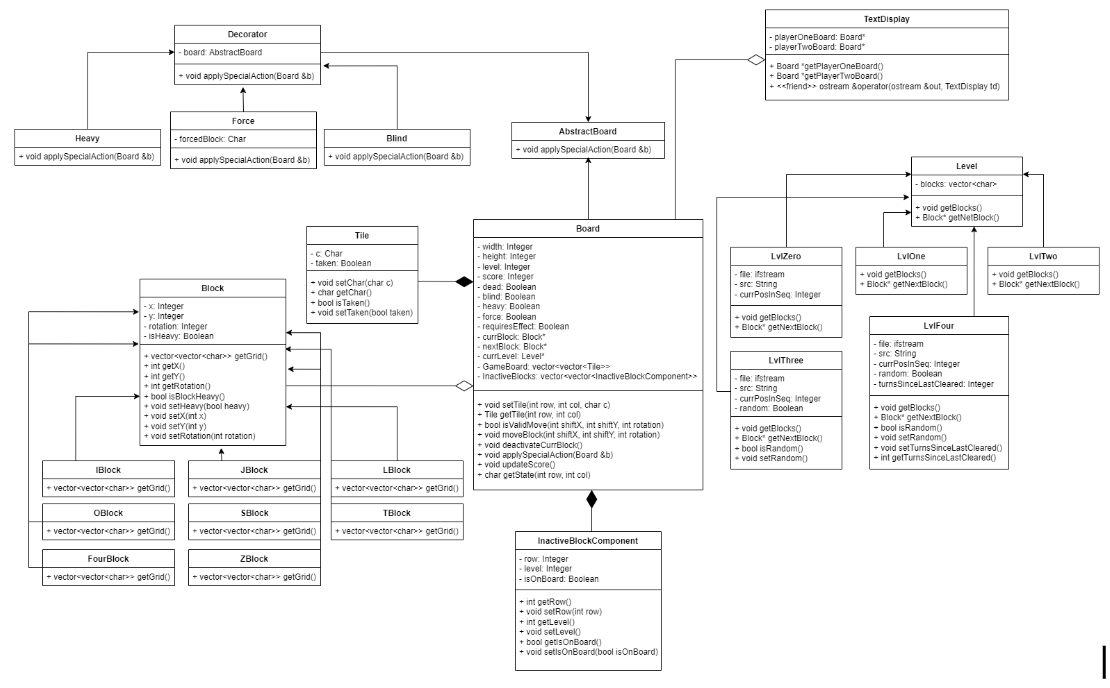 Decorator
- board: AbstractBoard
+ void applySpecialAction(Board &b)
TextDisplay
- playerOneBoard: Board*
- playerTwoBoard: Board*
+ Board *getPlayerOneBoard()
+ Board *getPlayerTwoBoard()
+ <<friend>> ostream &operator(ostream &out, TextDisplay td)
Heavy
+ void applySpecialAction(Board &b)
Force
- forcedBlock: Char
+ void applySpecialAction(Board &b)
Blind
+ void applySpecialAction(Board &b)
AbstractBoard
+ void applySpecialAction(Board &b)
Level
- blocks: vector<char>
+ void getBlocks()
+ Block* getNetBlock()
Tile
- c: Char
- taken: Boolean
+ void setChar(char c)
+ char getChar()
+ bool isTaken()
+ void setTaken(bool taken)
Board
- width: Integer
- height: Integer
- level: Integer
- score: Integer
- dead: Boolean
- blind: Boolean
- heavy: Boolean
- force: Boolean
- requiresEffect: Boolean
- currBlock: Block*
- nextBlock: Block*
- currLevel: Level*
- GameBoard: vector<vector<Tile>>
- InactiveBlocks: vector<vector<InactiveBlockComponent>>
+ void setTile(int row, int col, char c)
+ Tile getTile(int row, int col)
+ bool isValidMove(int shiftX, int shiftY, int rotation)
+ void moveBlock(int shiftX, int shiftY, int rotation)
+ void deactivateCurrBlock()
+ void applySpecialAction(Board &b)
+ void updateScore()
+ char getState(int row, int col)
LvlZero
- file: ifstream
- src: String
- currPosInSeq: Integer
+ void getBlocks()
+ Block* getNextBlock()
LvlOne
+ void getBlocks()
+ Block* getNextBlock()
LvlTwo
+ void getBlocks()
+ Block* getNextBlock()
Block
- x: Integer
- y: Integer
- rotation: Integer
- isHeavy: Boolean
+ vector<vector<char>> getGrid()
+ int getX()
+ int getY()
+ int getRotation()
+ bool isBlockHeavy()
+ void setHeavy(bool heavy)
+ void setX(int x)
+ void setY(int y)
+ void setRotation(int rotation)
LvlThree
- file: ifstream
- src: String
- currPosInSeq: Integer
- random: Boolean
+ void getBlocks()
+ Block* getNextBlock()
+ bool isRandom()
+ void setRandom()
LvlFour
- file: ifstream
- src: String
- currPosInSeq: Integer
- random: Boolean
- turnsSinceLastCleared: Integer
+ void getBlocks()
+ Block* getNextBlock()
+ bool isRandom()
+ void setRandom()
+ void setTurnsSinceLastCleared()
+ int getTurnsSinceLastCleared()
IBlock
+ vector<vector<char>> getGrid()
JBlock
+ vector<vector<char>> getGrid()
LBlock
+ vector<vector<char>> getGrid()
OBlock
+ vector<vector<char>> getGrid()
SBlock
+ vector<vector<char>> getGrid()
TBlock
+ vector<vector<char>> getGrid()
FourBlock
+ vector<vector<char>> getGrid()
ZBlock
+ vector<vector<char>> getGrid()
InactiveBlockComponent
- row: Integer
- level: Integer
- isOnBoard: Boolean
+ int getRow()
+ void setRow(int row)
+ int getLevel()
+ void setLevel()
+ bool getIsOnBoard()
+ void setIsOnBoard(bool isOnBoard)